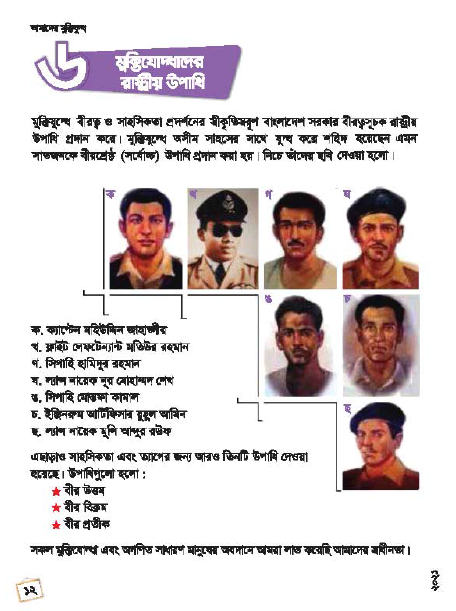 আমাদের মুক্তিযুদ্ধ
৬
মুক্তিযোদ্ধাদের
রাষ্ট্রীয় উপাধি
মুক্তিযুদ্ধে বীরত্ব ও সাহসিকতা প্রদর্শনের স্বীকৃতিস্বরূপ বাংলাদেশ সরকার বীরত্বসূচক রাষ্ট্রীয়
উপাধি প্রদান করে। মুক্তিযুদ্ধে অসীম সাহসের সাথে যুদ্ধ করে শহিদ হয়েছেন এমন
সাতজনকে বীরশ্রেষ্ঠ (সর্বোচ্চ) উপাধি প্রদান করা হয়। নিচে তাঁদের ছবি দেওয়া হলো।
ক খ গ ঘ
ঙ চ
ছ
ক. ক্যাপ্টেন মহিউদ্দিন জাহাঙ্গীর
খ. ফ্লাইট লেফটেন্যান্ট মতিউর রহমান
গ. সিপাহি হামিদুর রহমান
ঘ. ল্যান্স নায়েক নূর মোহাম্মদ শেখ
ঙ. সিপাহি মোস্তফা কামাল
চ. ইঞ্জিনরুম আর্টিফিসার রুহুল আমিন
ছ. ল্যান্স নায়েক মুন্সি আব্দুর রউফ
এছাড়াও সাহসিকতা এবং ত্যাগের জন্য আরও তিনটি উপাধি দেওয়া
হয়েছে। উপাধিগুলো হলো :
★ বীর উত্তম
★ বীর বিক্রম
★ বীর প্রতীক
সকল মুক্তিযোদ্ধা এবং অগণিত সাধারণ মানুষের অবদানে আমরা লাভ করেছি আমাদের স্বাধীনতা।
১২